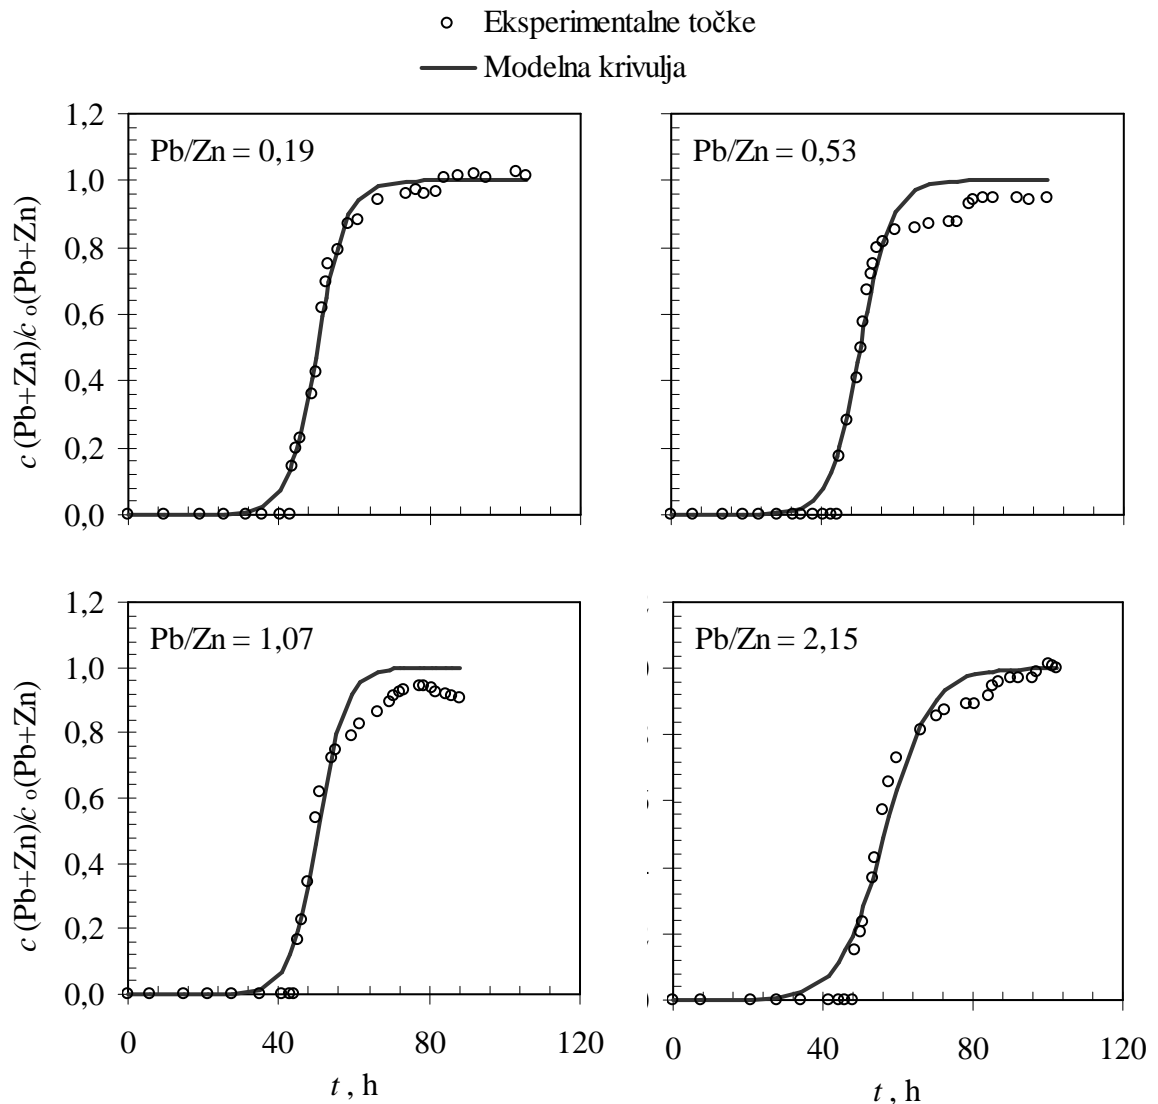 Eksperimentalne točke
Modelna krivulja
Pb/Zn = 0,19
1,2
1,0
0,8
0,6
0,4
0,2
0,0
c (Pb+Zn)/c o(Pb+Zn)
Pb/Zn = 0,53
Pb/Zn = 1,07
1,2
1,0
0,8
0,6
0,4
0,2
0,0
c (Pb+Zn)/c o(Pb+Zn)
0 40 80 120
t , h
Pb/Zn = 2,15
0 40 80 120
t , h